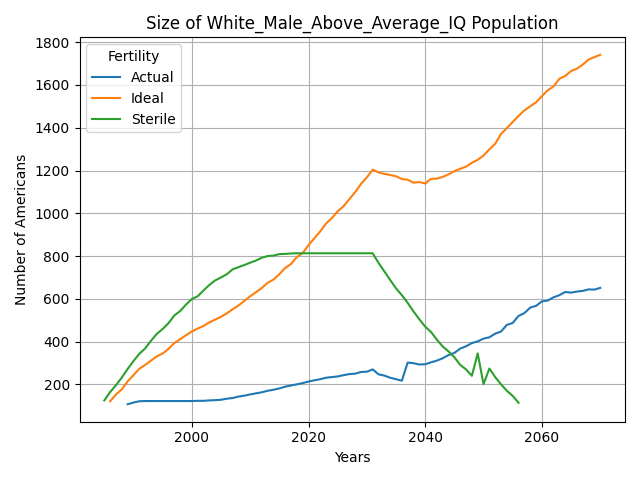 Size of White_Male_Above_Average_IQ Population
Number of Americans
1800
1600
1400
1200
1000
800
600
400
200
Fertility
Actual
Ideal
Sterile
2000
2020
2040
2060
Years